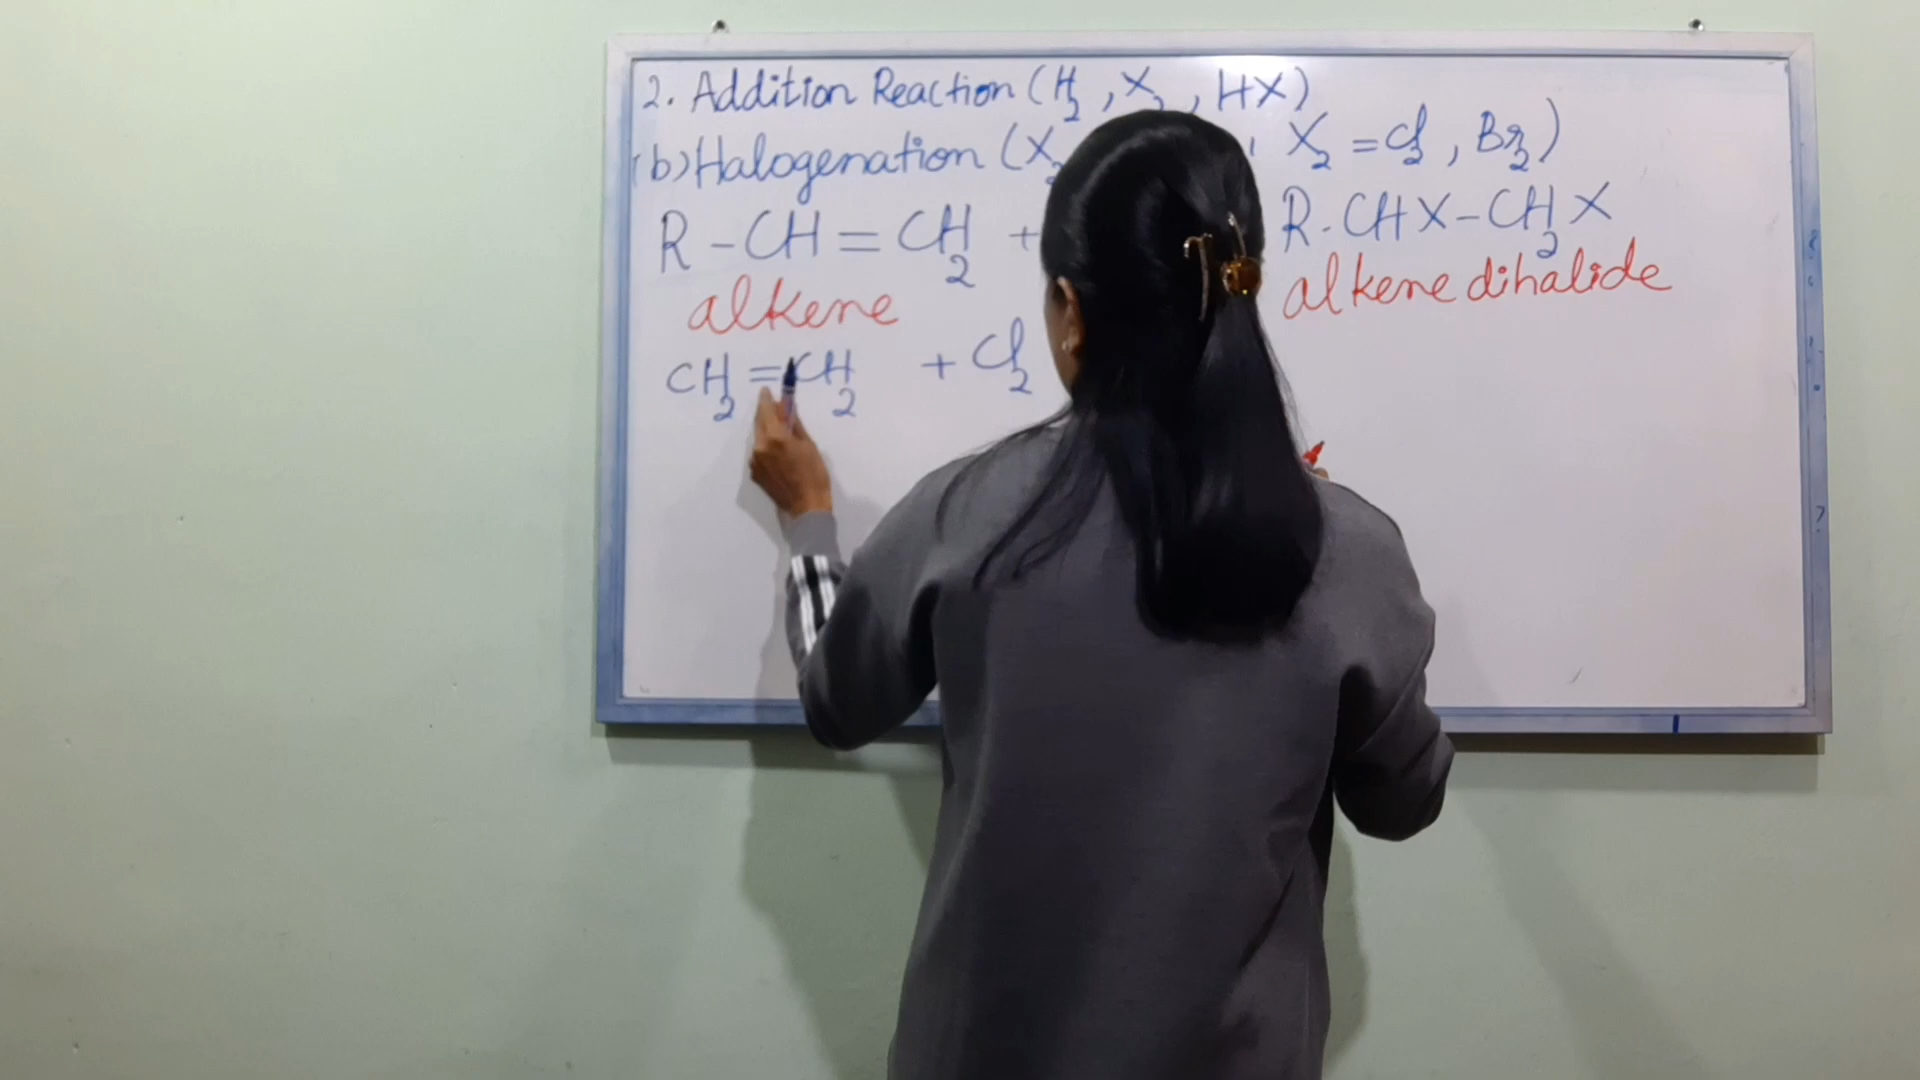 2. Addition Reaction (H₂, X₂, HX)
(b) Halogenation (X₂ , X₂ = Cl₂, Br₂)
R - CH = CH₂ + R - CHX - CH₂X
alkene alkene dihalide
CH₂ = CH₂ + Cl₂